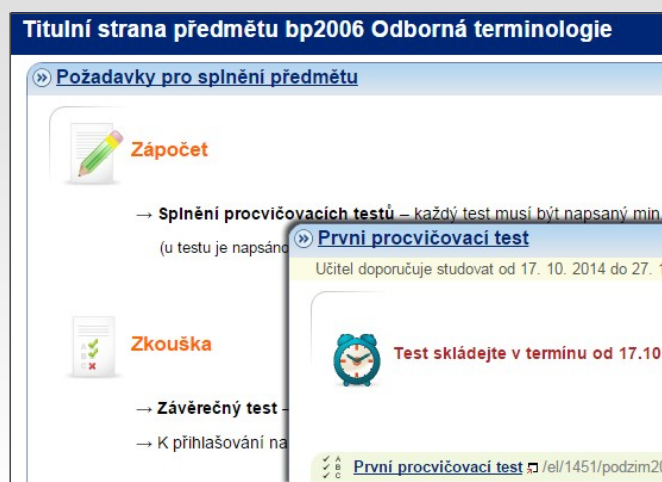 Titulní strana předmětu bp2006 Odborná terminologie
Požadavky pro splnění předmětu
Zápočet
→ Splnění procvičovacích testů – každý test musí být napsaný min.
(u testu je napsáno
Zkouška
→ Závěrečný test –
→ K přihlašování na
Prvni procvičovací test
Učitel doporučuje studovat od 17. 10. 2014 do 27. 1
Test skládejte v termínu od 17.10
První procvičovací test /el/1451/podzim20